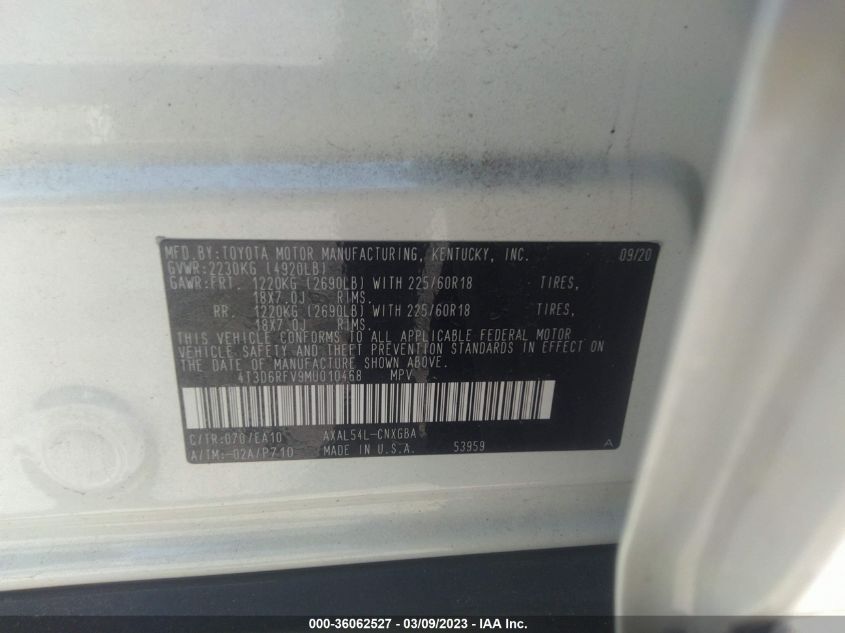 MFD. BY: TOYOTA MOTOR MANUFACTURING, KENTUCKY, INC. 09/20
GVWR: 2230KG (4920LB)
GAWR: FRT. 1220KG (2690LB) WITH 225/60R18 TIRES,
18X7.0J RIMS.
RR. 1220KG (2690LB) WITH 225/60R18 TIRES,
18X7.0J RIMS.
THIS VEHICLE CONFORMS TO ALL APPLICABLE FEDERAL MOTOR
VEHICLE SAFETY AND THEFT PREVENTION STANDARDS IN EFFECT ON
THE DATE OF MANUFACTURE SHOWN ABOVE.
4T3D6RFV9MU010468 MPV
C/TR: 070/EA10 AXAL54L-CNXGBA
A/TM: -02A/P710 MADE IN U.S.A. 53959 A
000-36062527 - 03/09/2023 - IAA Inc.